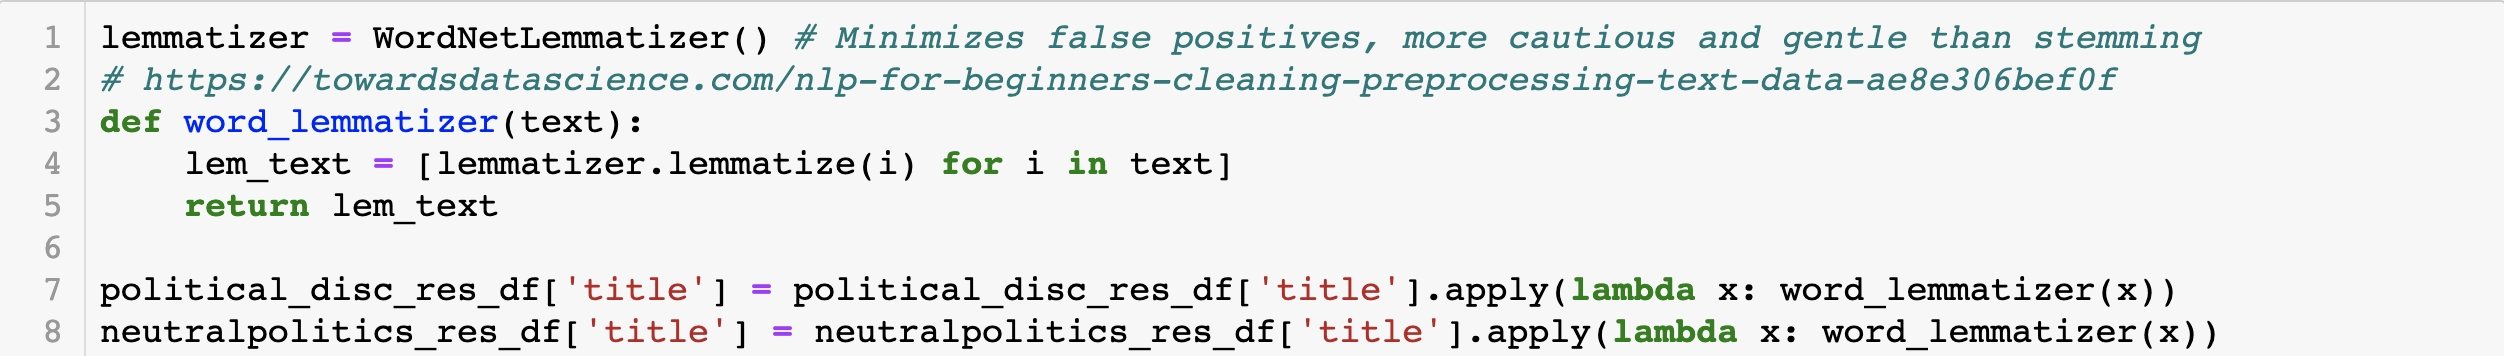 1 lemmatizer = WordNetLemmatizer() # Minimizes false positives, more cautious and gentle than stemming
2 # https://towardsdatascience.com/nlp-for-beginners-cleaning-preprocessing-text-data-ae8e306bef0f
3 def word_lemmatizer(text):
4     lem_text = [lemmatizer.lemmatize(i) for i in text]
5     return lem_text
6
7 political_disc_res_df['title'] = political_disc_res_df['title'].apply(lambda x: word_lemmatizer(x))
8 neutralpolitics_res_df['title'] = neutralpolitics_res_df['title'].apply(lambda x: word_lemmatizer(x))